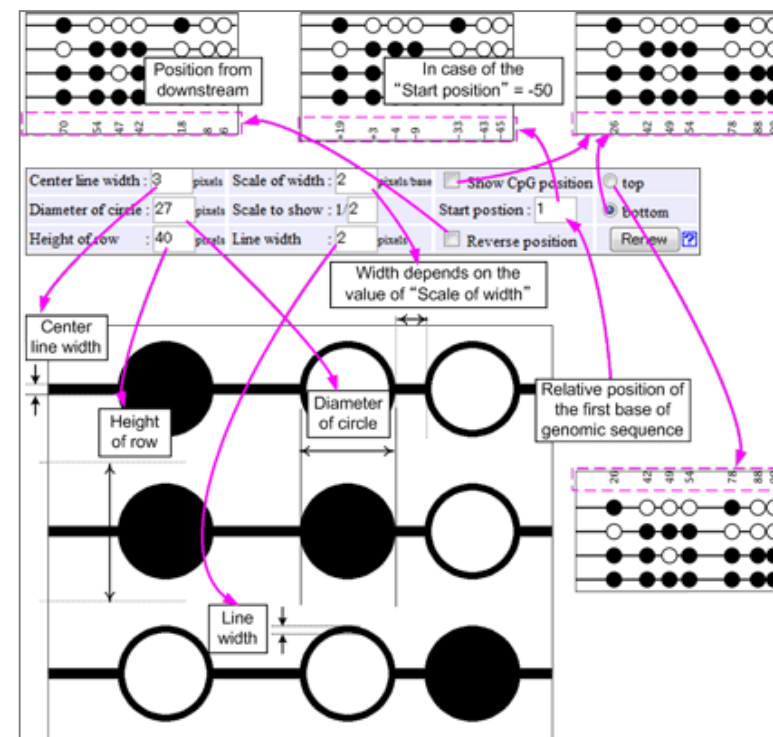 Position from
downstream
In case of the
"Start position" = -50
70 54 47 42 18 8 6
+19 +3 -4 -9 -33 -43 -45
26 42 49 54 78 88
Center line width : 3 pixels Scale of width : 2 pixels/base Show CpG position top
Diameter of circle : 27 pixels Scale to show : 1/2 Start postion : 1 bottom
Height of row : 40 pixels Line width : 2 pixels Reverse position Renew ?
Width depends on the
value of "Scale of width"
Center
line width
Height
of row
Diameter
of circle
Relative position of
the first base of
genomic sequence
26 42 49 54 78 88
Line
width